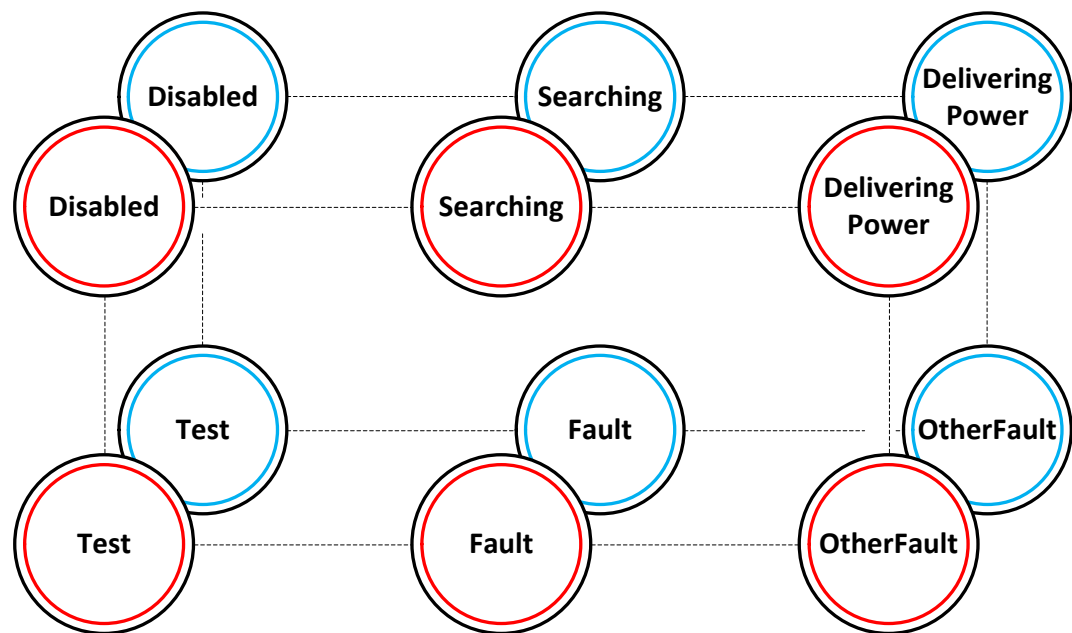 Disabled
Searching
Delivering
Power
Disabled
Searching
Delivering
Power
Test
Fault
OtherFault
Test
Fault
OtherFault